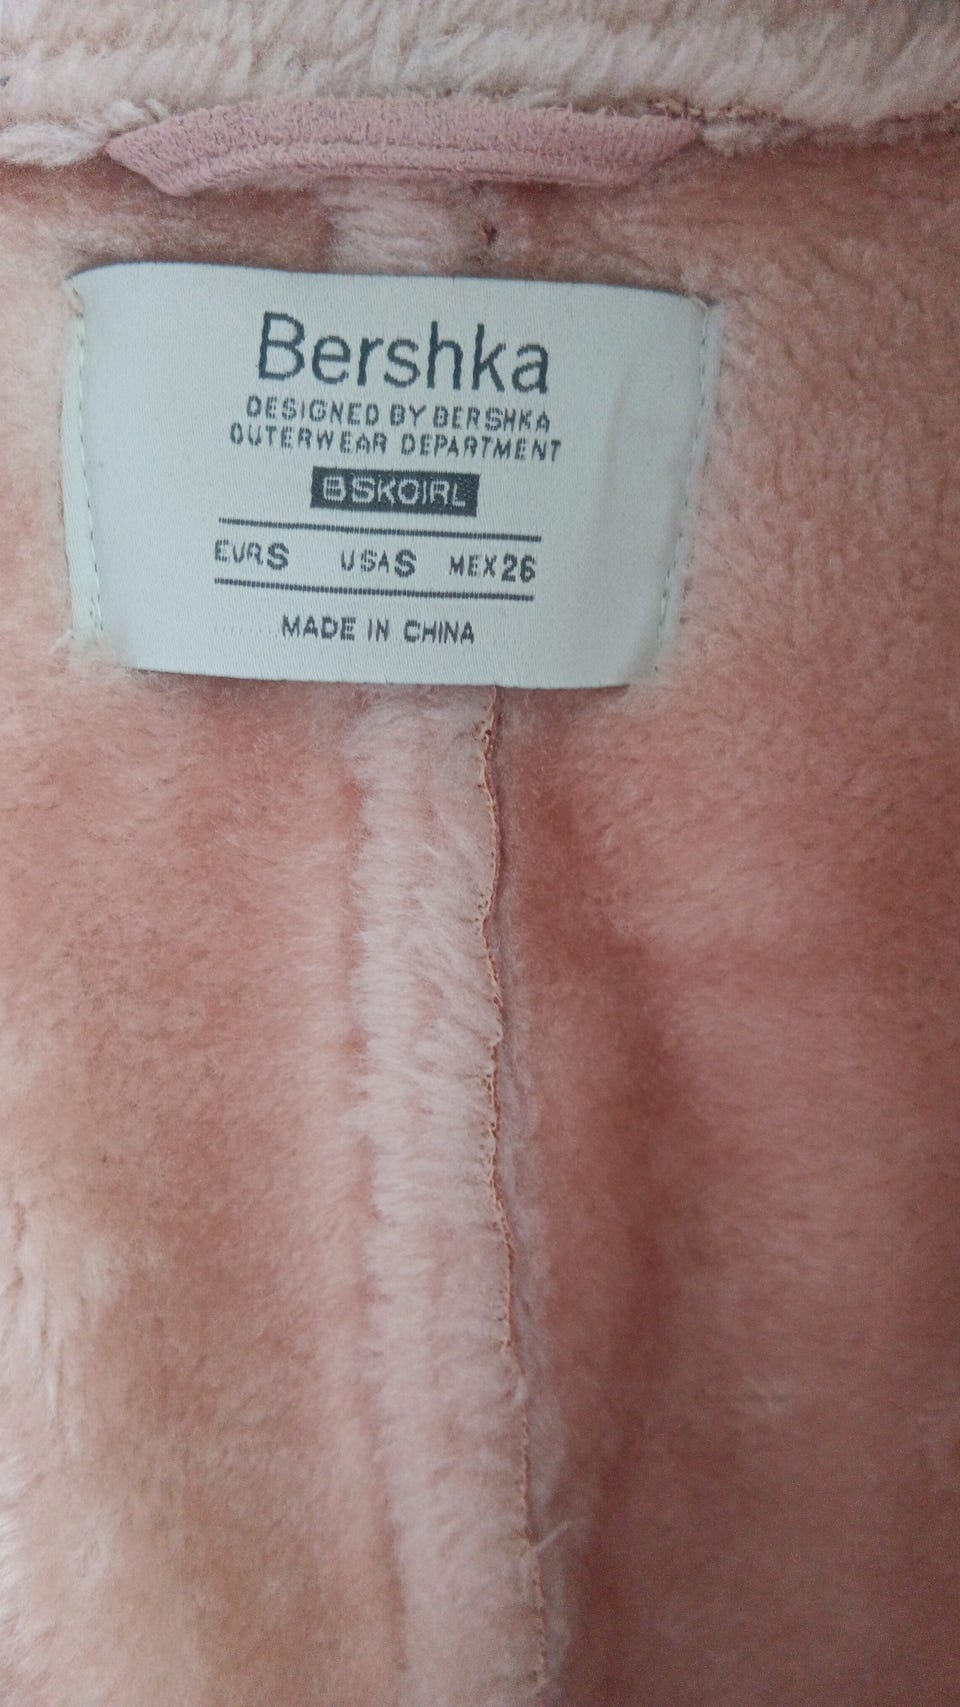 Bershka
DESIGNED BY BERSHKA
OUTERWEAR DEPARTMENT
BSKGIRL
EUR S USA S MEX 26
MADE IN CHINA